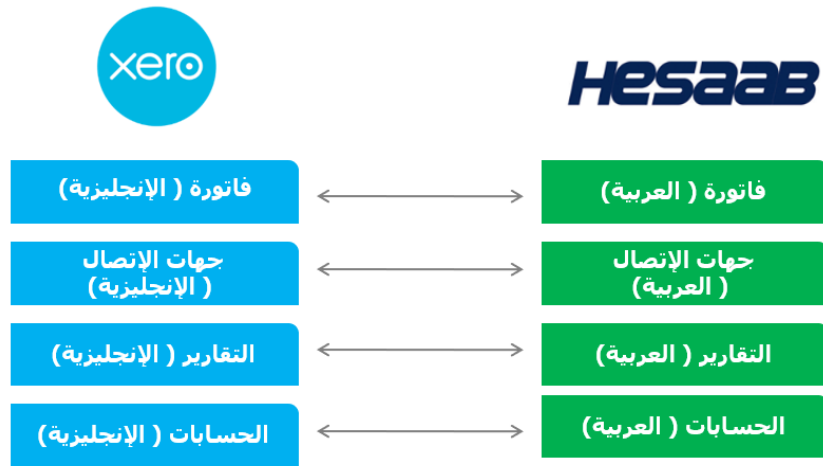 xero
HESAAB
فاتورة ( الإنجليزية)
فاتورة ( العربية)
جهات الإتصال
( الإنجليزية)
جهات الإتصال
( العربية)
التقارير ( الإنجليزية)
التقارير ( العربية)
الحسابات ( الإنجليزية)
الحسابات ( العربية)